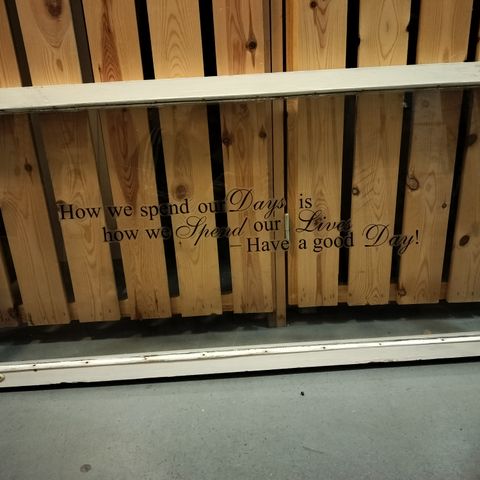 How we spend our Days, is
how we Spend our Lives
– Have a good Day!